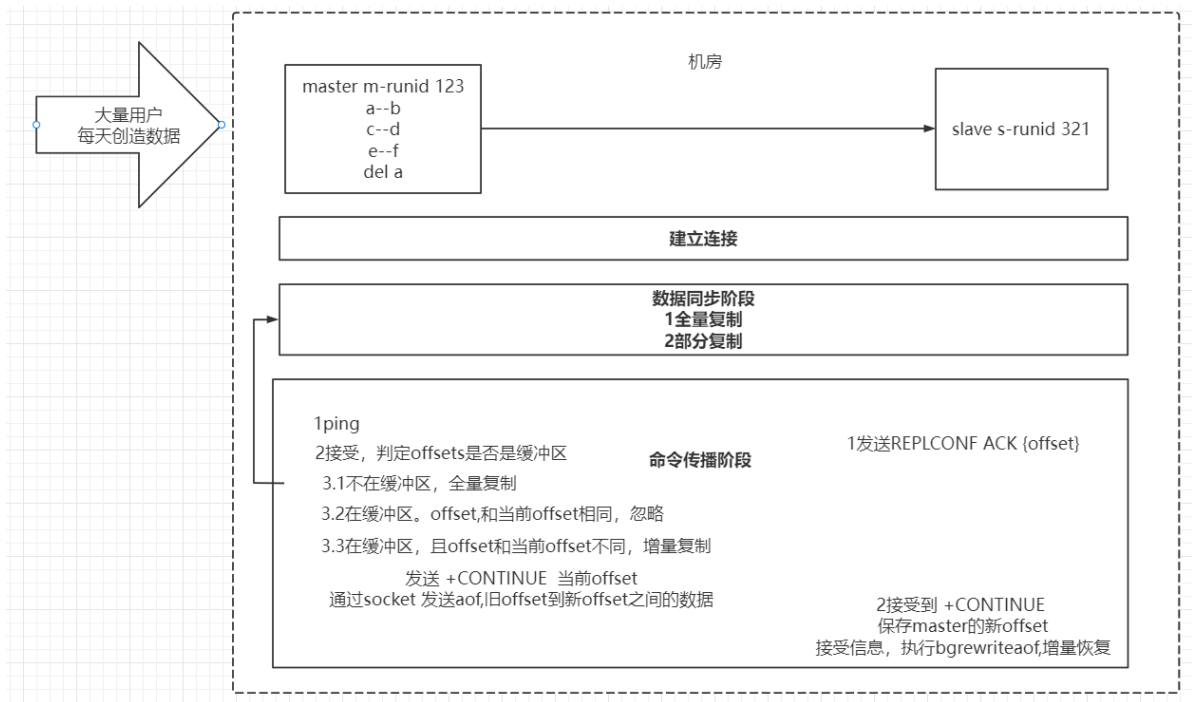 大量用户
每天创造数据
机房
master m-runid 123
a--b
c--d
e--f
del a
slave s-runid 321
建立连接
数据同步阶段
1全量复制
2部分复制
1ping
2接受，判定offsets是否是缓冲区
3.1不在缓冲区，全量复制
3.2在缓冲区。offset,和当前offset相同，忽略
3.3在缓冲区，且offset和当前offset不同，增量复制
发送 +CONTINUE 当前offset
通过socket 发送aof,旧offset到新offset之间的数据
命令传播阶段
1发送REPLCONF ACK {offset}
2接受到 +CONTINUE
保存master的新offset
接受信息，执行bgrewriteaof,增量恢复